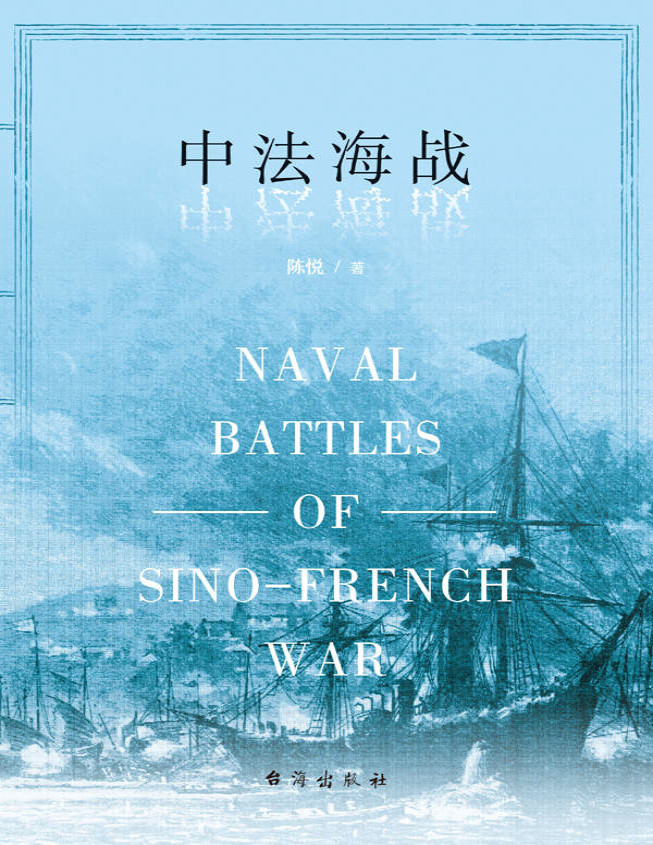 中法海战
陈悦 / 著
NAVAL
BATTLES
OF
SINO-FRENCH
WAR
台海出版社